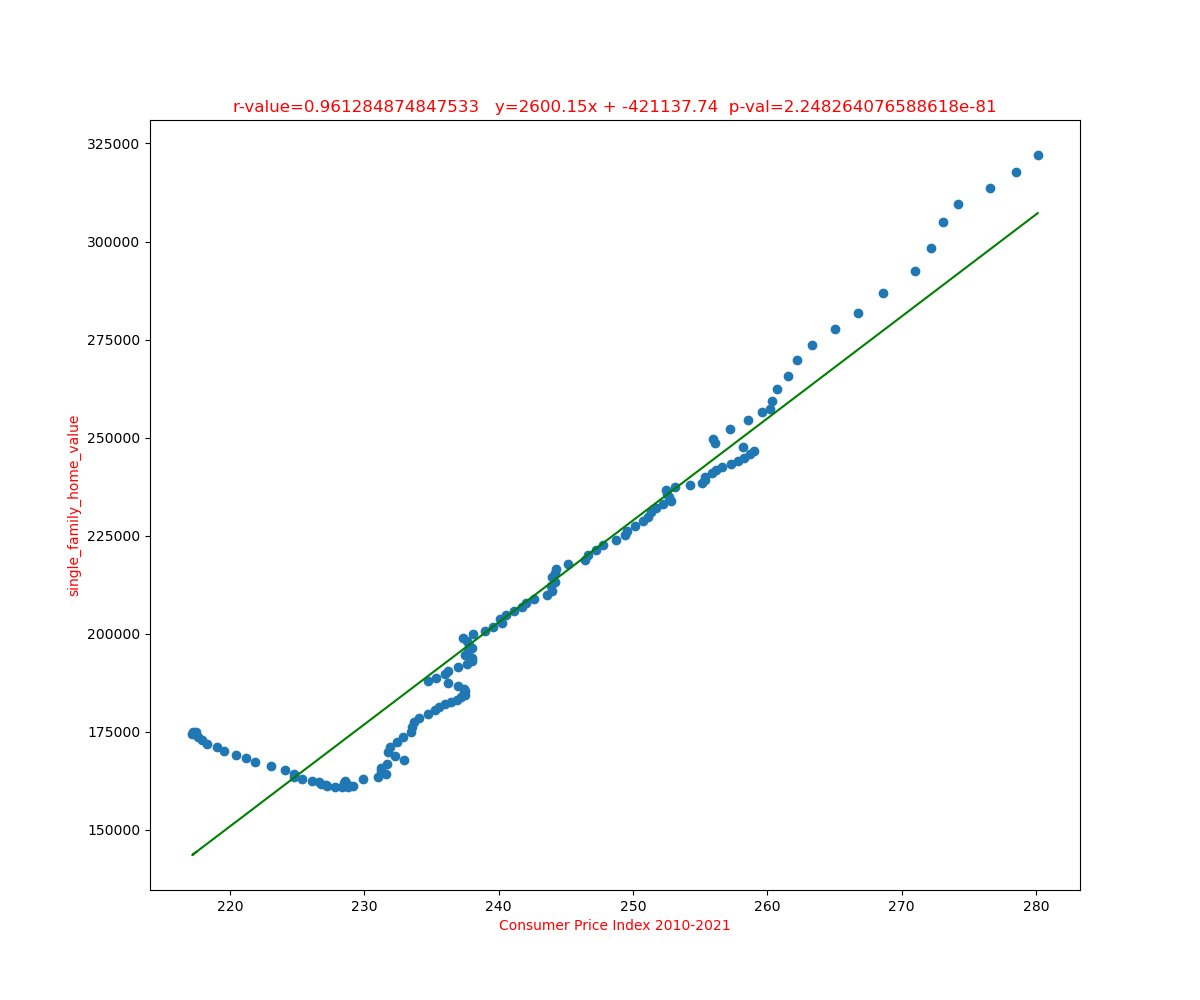 r-value=0.961284874847533   y=2600.15x + -421137.74  p-val=2.248264076588618e-81
325000
300000
275000
250000
225000
200000
175000
150000
single_family_home_value
220 230 240 250 260 270 280
Consumer Price Index 2010-2021